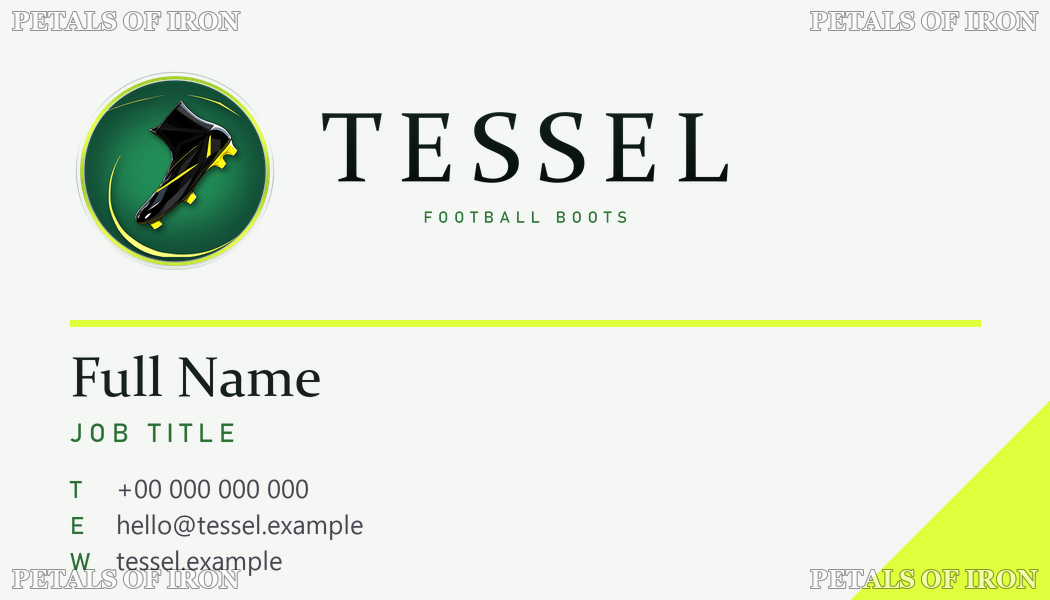 PETALS OF IRON
PETALS OF IRON
TESSEL
FOOTBALL BOOTS
Full Name
JOB TITLE
T +00 000 000 000
E hello@tessel.example
W tessel.example
PETALS OF IRON
PETALS OF IRON